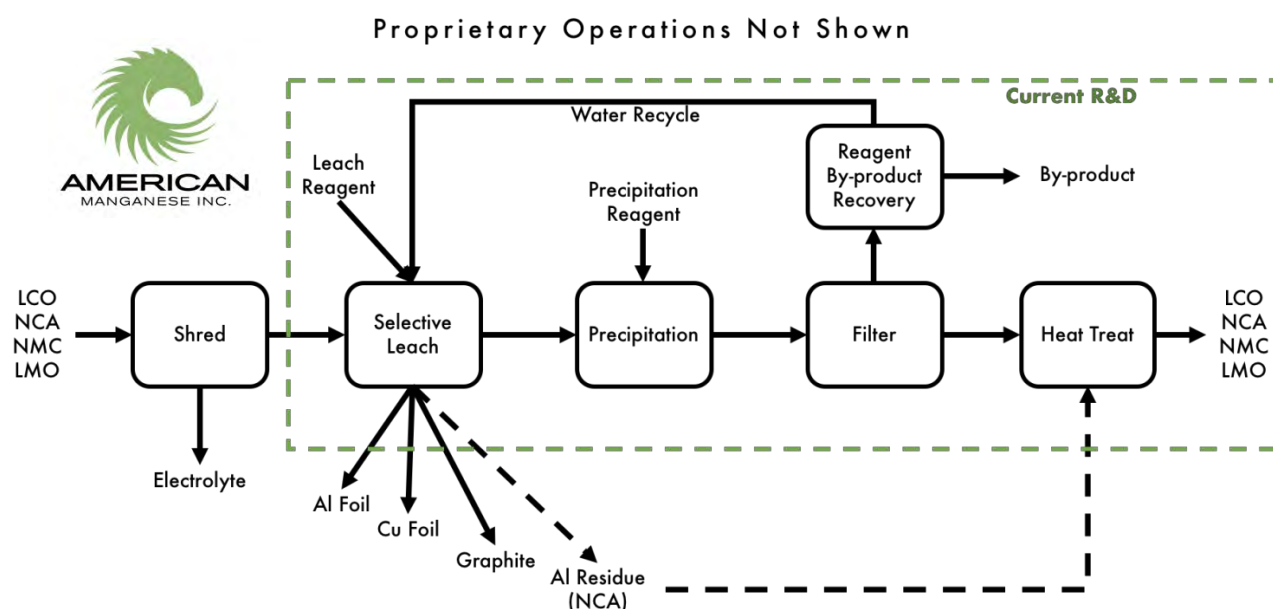 Proprietary Operations Not Shown
AMERICAN
MANGANESE INC.
Current R&D
Water Recycle
Leach
Reagent
Precipitation
Reagent
Reagent
By-product
Recovery
By-product
LCO
NCA
NMC
LMO
Shred
Selective
Leach
Precipitation
Filter
Heat Treat
LCO
NCA
NMC
LMO
Electrolyte
Al Foil
Cu Foil
Graphite
Al Residue
(NCA)